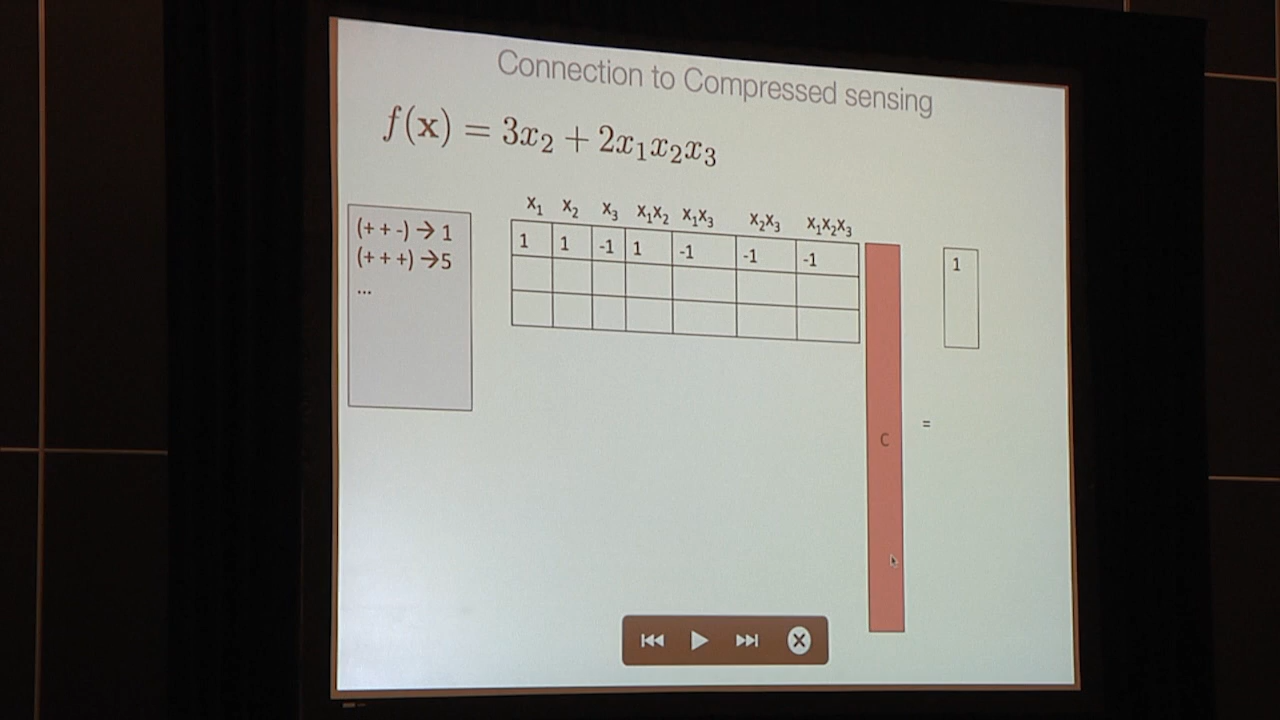 Connection to Compressed sensing
f(x) = 3x₂ + 2x₁x₂x₃
(+ + -) → 1
(+ + +) →5
...
X₁ X₂ X₃ X₁X₂ X₁X₃ X₂X₃ X₁X₂X₃
1 1 -1 1 -1 -1 -1
C
=
1